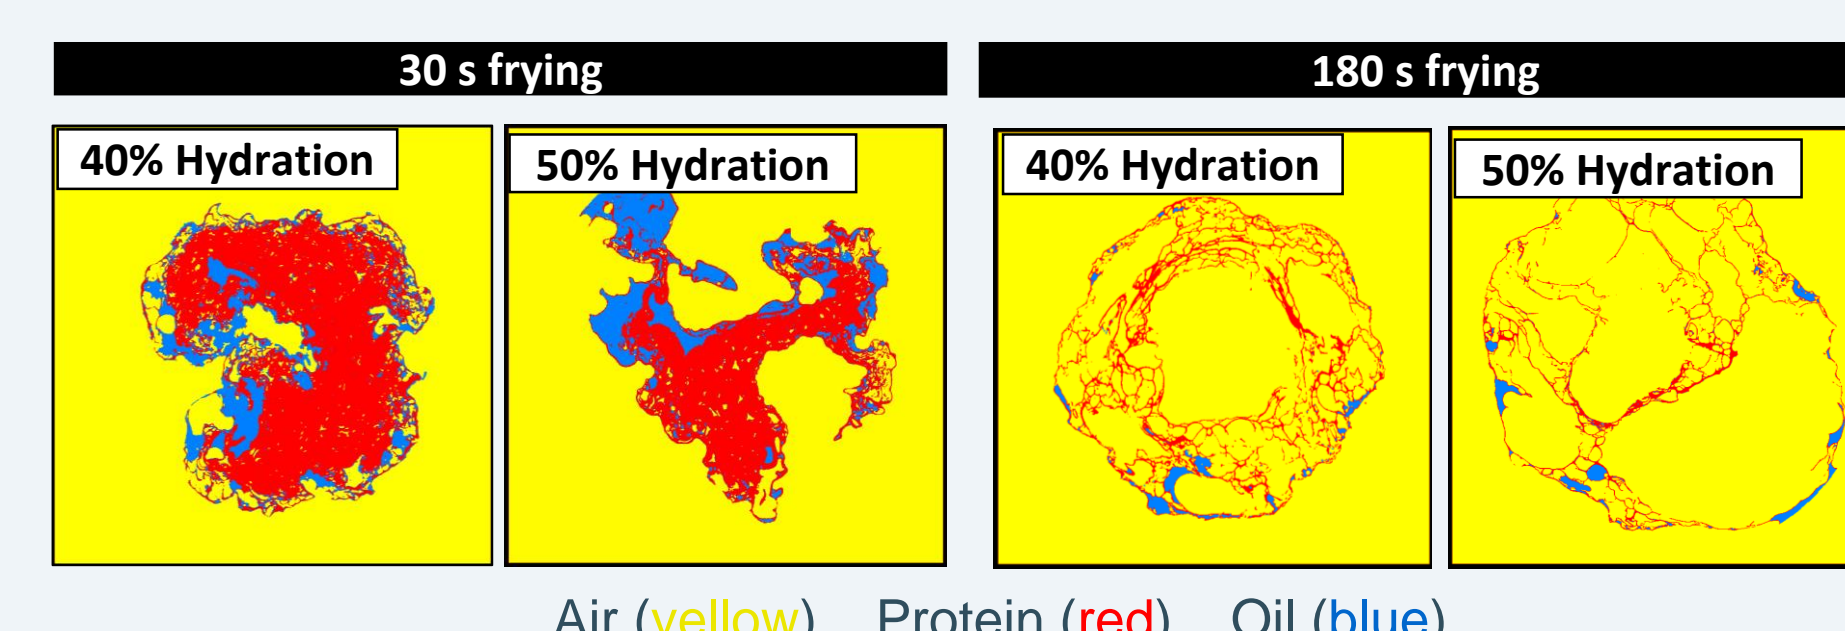 30 s frying
180 s frying
40% Hydration
50% Hydration
40% Hydration
50% Hydration
Air (yellow) Protein (red) Oil (blue)